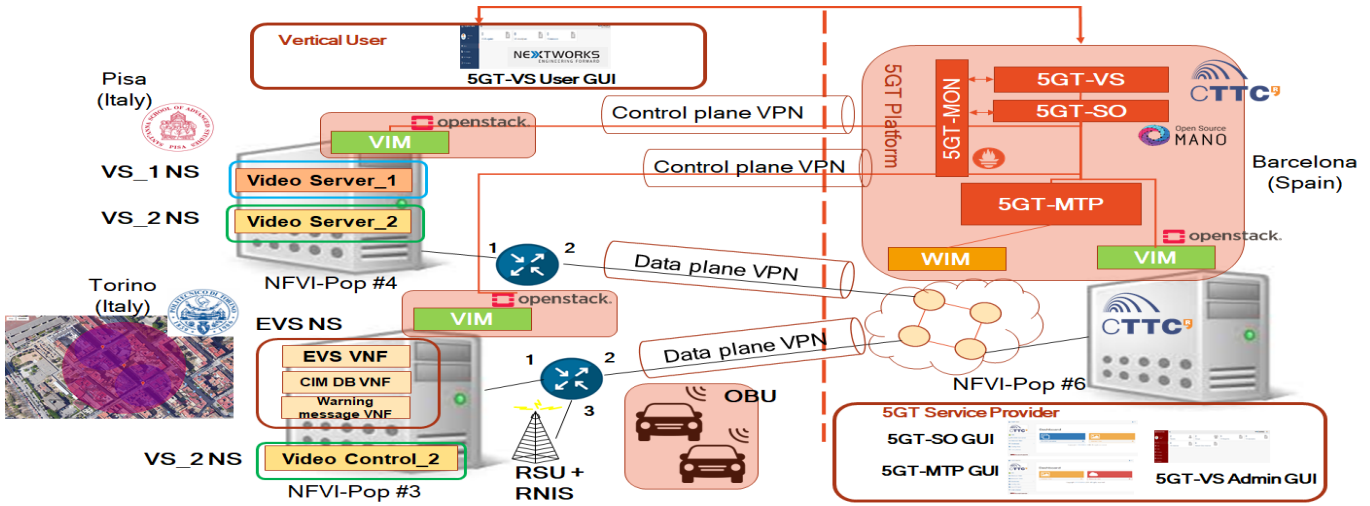 Vertical User
NEXTWORKS
ENGINEERING FORWARD
5GT-VS User GUI
Pisa
(Italy)
openstack.
VIM
Control plane VPN
5GT Platform
5GT-MON
5GT-VS
5GT-SO
CTTC
Open Source
MANO
VS_1 NS
Video Server_1
Control plane VPN
Barcelona
(Spain)
VS_2 NS
Video Server_2
5GT-MTP
1
2
Data plane VPN
WIM
openstack.
VIM
NFVI-Pop #4
Torino
(Italy)
openstack.
VIM
EVS NS
CTTC
EVS VNF
CIM DB VNF
Warning
message VNF
1
2
3
Data plane VPN
NFVI-Pop #6
OBU
5GT Service Provider
5GT-SO GUI
CTTC
Dashboard
VS_2 NS
Video Control_2
RSU +
RNIS
5GT-MTP GUI
CTTC
Dashboard
5GT-VS Admin GUI
NFVI-Pop #3